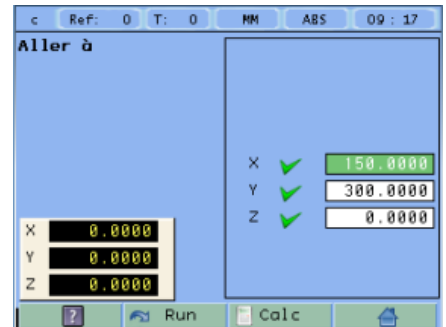 c Ref: 0 T: 0 MM ABS 09 : 17
Aller à
X 150.0000
Y 300.0000
Z 0.0000
X 0.0000
Y 0.0000
Z 0.0000
? Run Calc